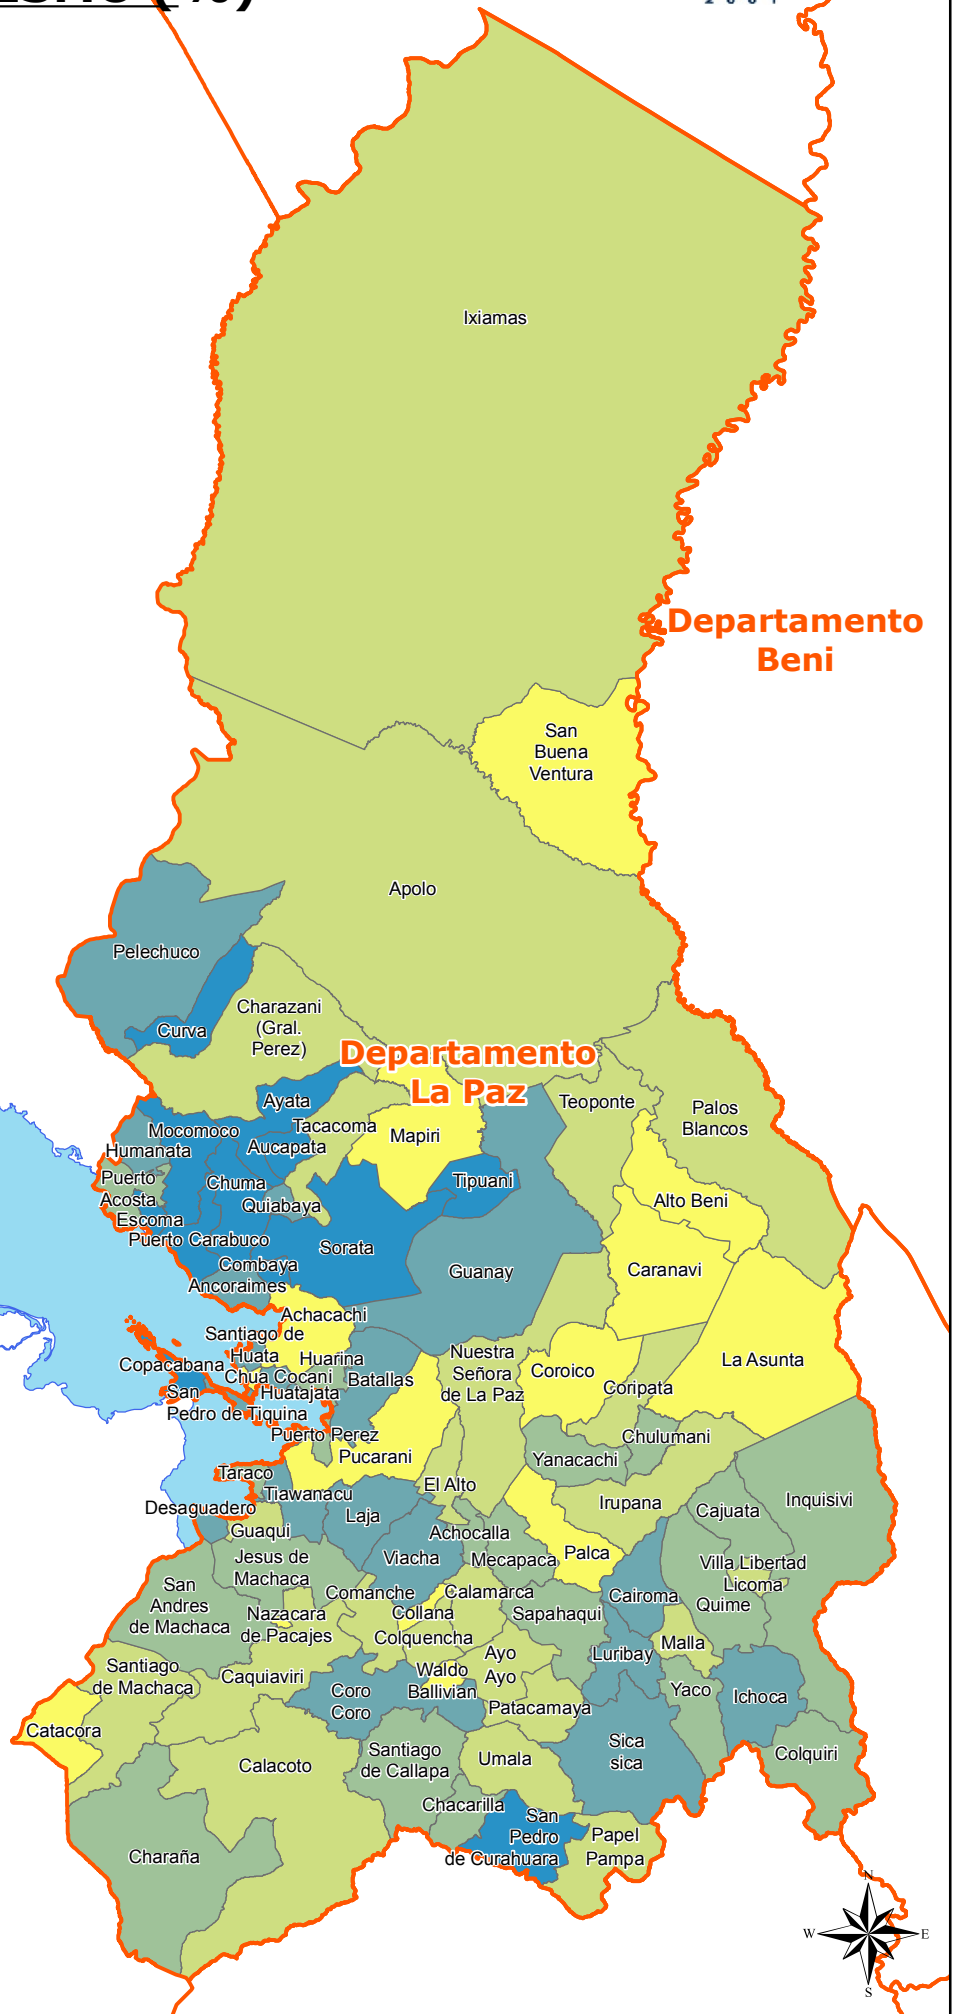 Ixiamas
Departamento
Beni
San
Buena
Ventura
Apolo
Pelechuco
Curva
Charazani
(Gral.
Perez)
Departamento
La Paz
Ayata
Teoponte
Palos
Blancos
Mocomoco
Tacacoma
Mapiri
Humanata
Aucapata
Puerto
Acosta
Chuma
Tipuani
Quiabaya
Alto Beni
Escoma
Puerto Carabuco
Sorata
Combaya
Guanay
Caranavi
Ancoraimes
Achacachi
Santiago de
Huata
Huarina
Nuestra
Señora
de La Paz
Copacabana
Chua Cocani
Batallas
Coroico
La Asunta
San
Pedro de Tiquina
Huatajata
Coripata
Puerto Perez
Chulumani
Pucarani
Yanacachi
Taraco
El Alto
Tiawanacu
Irupana
Inquisivi
Desaguadero
Laja
Cajuata
Guaqui
Achocalla
Jesus de
Machaca
Viacha
Mecapaca
Palca
Villa Libertad
Licoma
San
Andres
de Machaca
Comanche
Calamarca
Cairoma
Quime
Nazacara
de Pacajes
Collana
Sapahaqui
Colquencha
Malla
Santiago
de Machaca
Caquiaviri
Ayo
Ayo
Luribay
Waldo
Ballivian
Coro
Coro
Yaco
Ichoca
Patacamaya
Catacora
Sica
sica
Santiago
de Callapa
Umala
Colquiri
Calacoto
Chacarilla
San
Pedro
de Curahuara
Papel
Pampa
Charaña
N
W
E
S